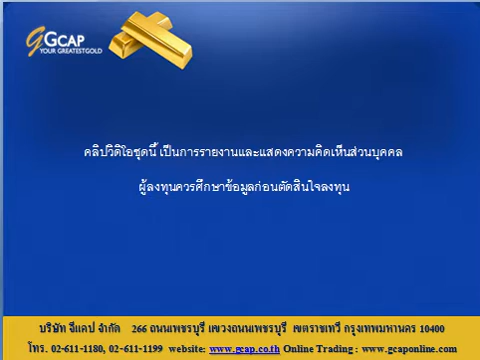 GCAP
YOUR GREATESTGOLD
คลิปวิดิโอชุดนี้ เป็นการรายงานและแสดงความคิดเห็นส่วนบุคคล
ผู้ลงทุนควรศึกษาข้อมูลก่อนตัดสินใจลงทุน
บริษัท จีแคป จำกัด 266 ถนนเพชรบุรี แขวงถนนเพชรบุรี เขตราชเทวี กรุงเทพมหานคร 10400
โทร. 02-611-1180, 02-611-1199 website: www.gcap.co.th Online Trading : www.gcaponline.com